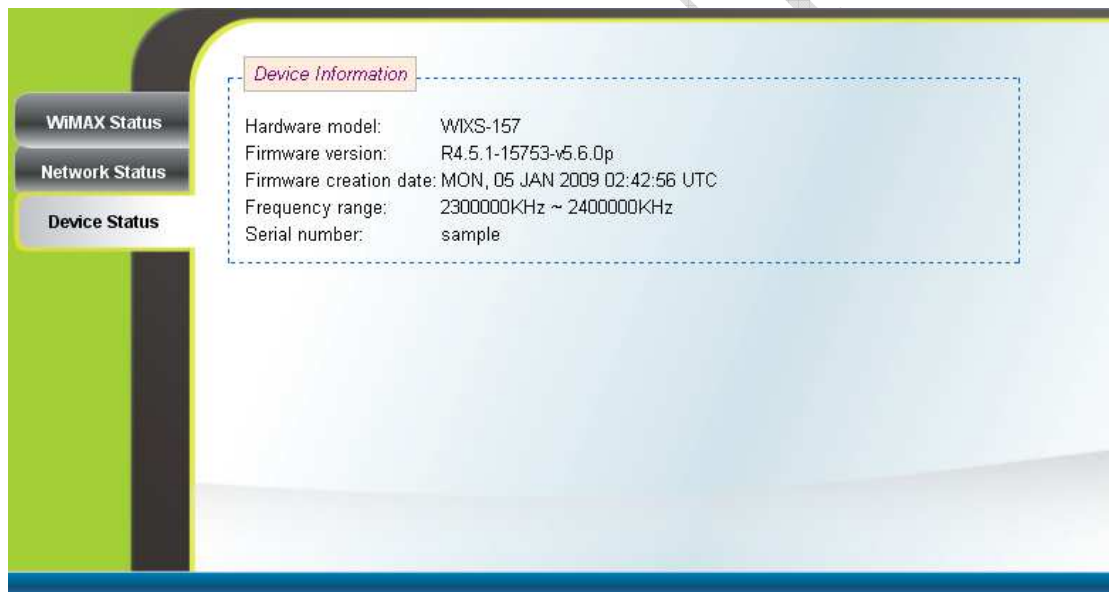 WiMAX Status
Network Status
Device Status
Device Information
Hardware model: WIXS-157
Firmware version: R4.5.1-15753-v5.6.0p
Firmware creation date: MON, 05 JAN 2009 02:42:56 UTC
Frequency range: 2300000KHz ~ 2400000KHz
Serial number: sample